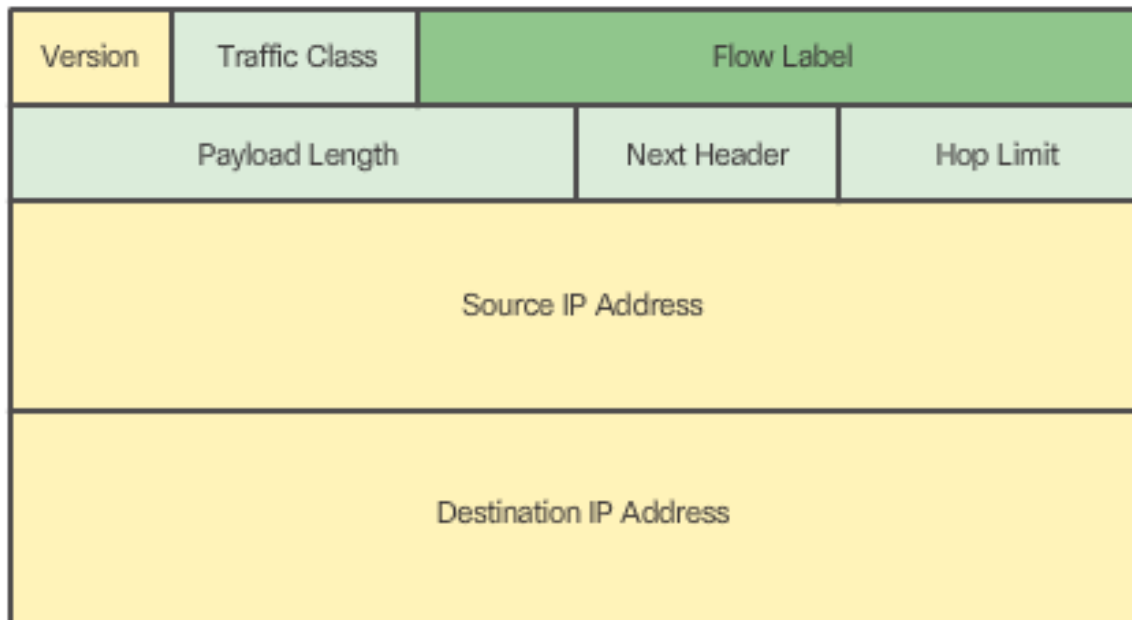 Version Traffic Class Flow Label
Payload Length Next Header Hop Limit
Source IP Address
Destination IP Address